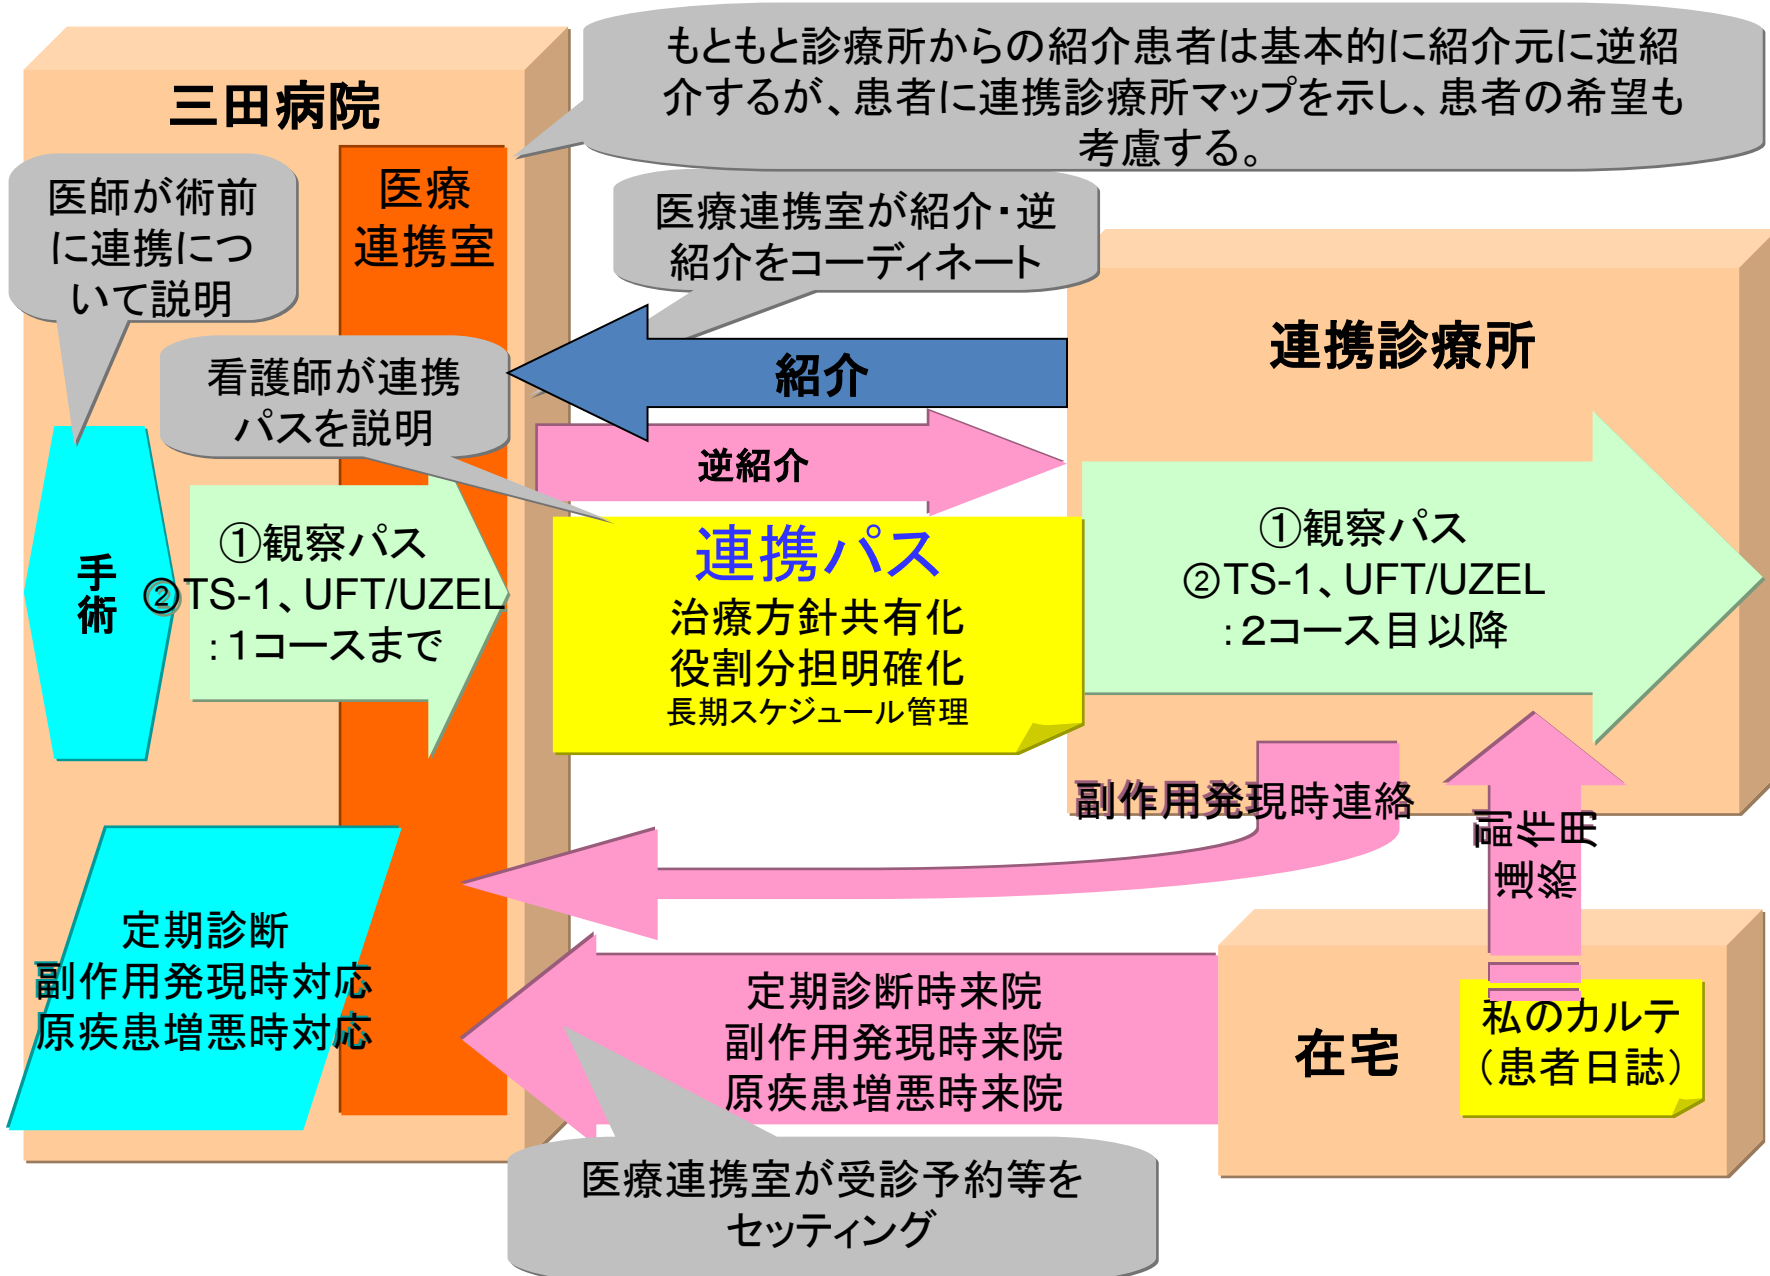 もともと診療所からの紹介患者は基本的に紹介元に逆紹
介するが、患者に連携診療所マップを示し、患者の希望も
考慮する。
三田病院
医師が術前
に連携につ
いて説明
医療
連携室
医療連携室が紹介・逆
紹介をコーディネート
連携診療所
看護師が連携
パスを説明
紹介
逆紹介
手術
①観察パス
②TS-1、UFT/UZEL
:1コースまで
連携パス
治療方針共有化
役割分担明確化
長期スケジュール管理
①観察パス
②TS-1、UFT/UZEL
:2コース目以降
副作用発現時連絡
副作用
連絡
定期診断
副作用発現時対応
原疾患増悪時対応
定期診断時来院
副作用発現時来院
原疾患増悪時来院
在宅
私のカルテ
(患者日誌)
医療連携室が受診予約等を
セッティング